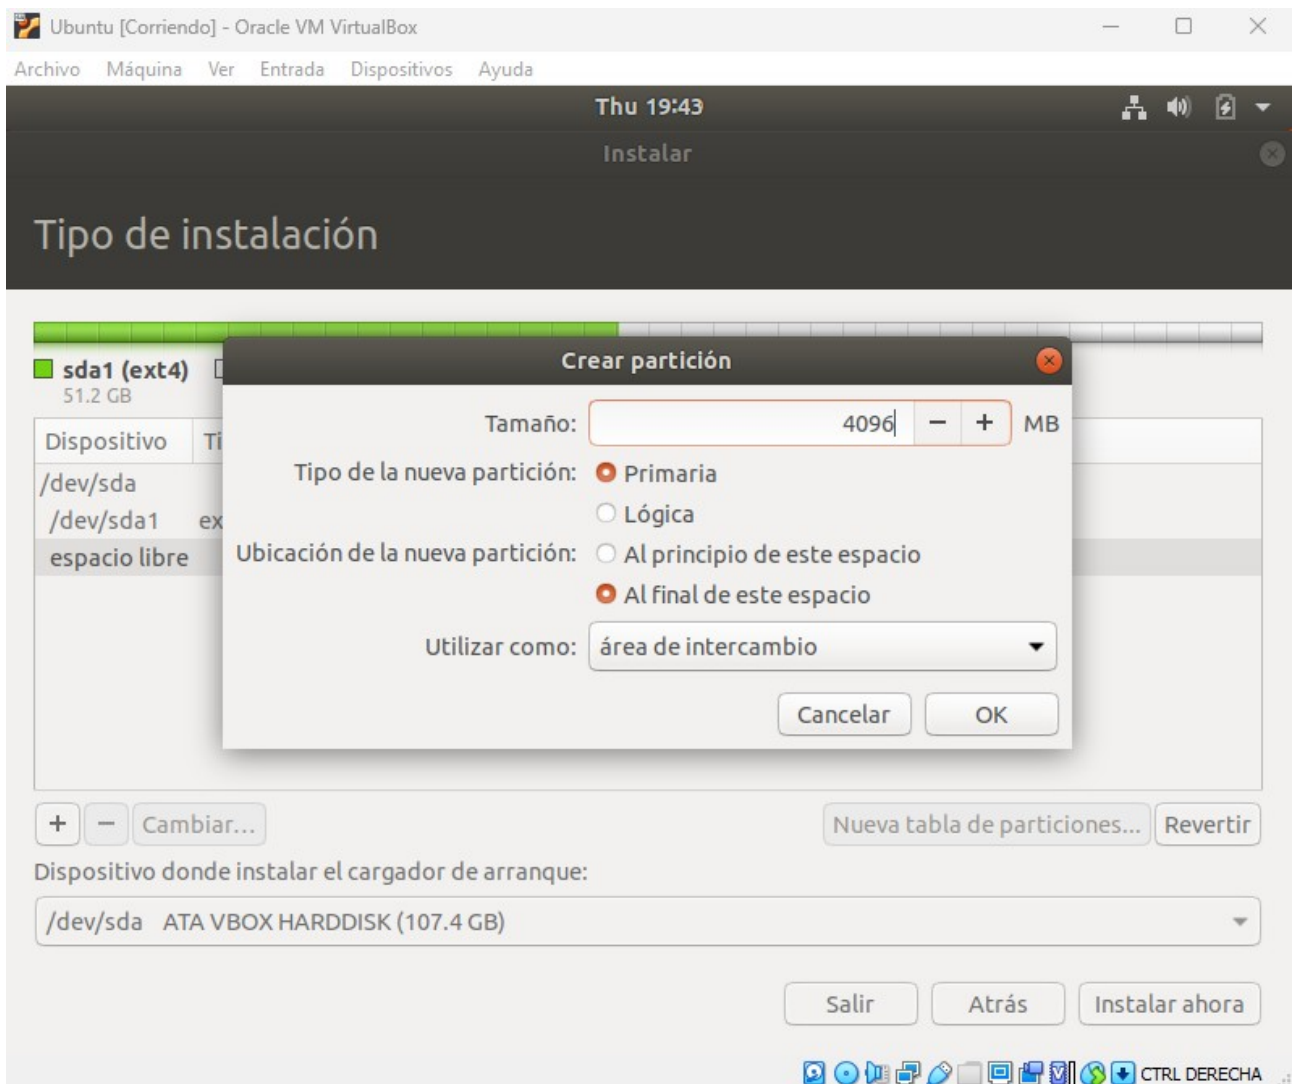 Ubuntu [Corriendo] - Oracle VM VirtualBox
Archivo Máquina Ver Entrada Dispositivos Ayuda
Thu 19:43
Instalar
Tipo de instalación
sda1 (ext4)
51.2 GB
Crear partición
Tamaño: 4096 − + MB
Tipo de la nueva partición: Primaria
Lógica
Ubicación de la nueva partición: Al principio de este espacio
Al final de este espacio
Utilizar como: área de intercambio
Cancelar OK
Dispositivo Ti
/dev/sda
/dev/sda1 ex
espacio libre
+ − Cambiar... Nueva tabla de particiones... Revertir
Dispositivo donde instalar el cargador de arranque:
/dev/sda ATA VBOX HARDDISK (107.4 GB)
Salir Atrás Instalar ahora
CTRL DERECHA